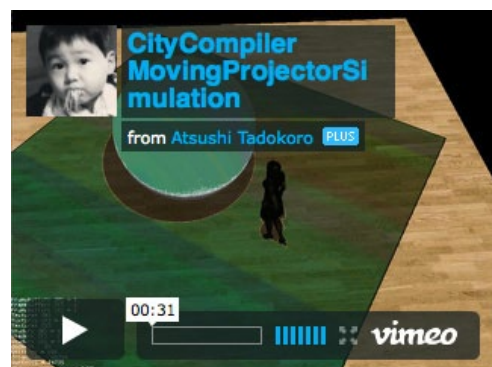 CityCompiler
MovingProjectorSi
mulation
from Atsushi Tadokoro PLUS
00:31
vimeo